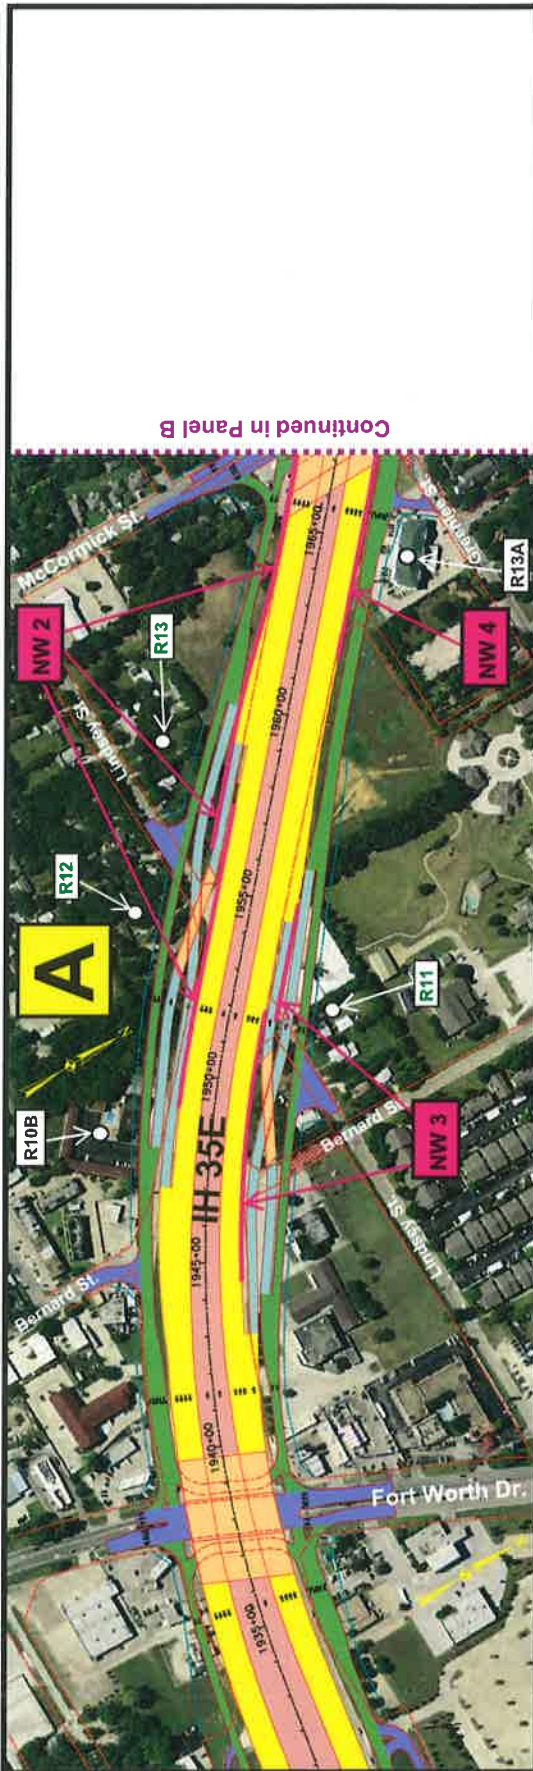 Continued in Panel B
McCormick St.
NW 2
R13
Lindsey St.
R12
A
R10B
Bernard St.
1965+00
1960+00
1955+00
1950+00
IH 35E
1945+00
1940+00
1935+00
Greenlee St.
R13A
NW 4
R11
Bernard St.
NW 3
Lindsey St.
Fort Worth Dr.